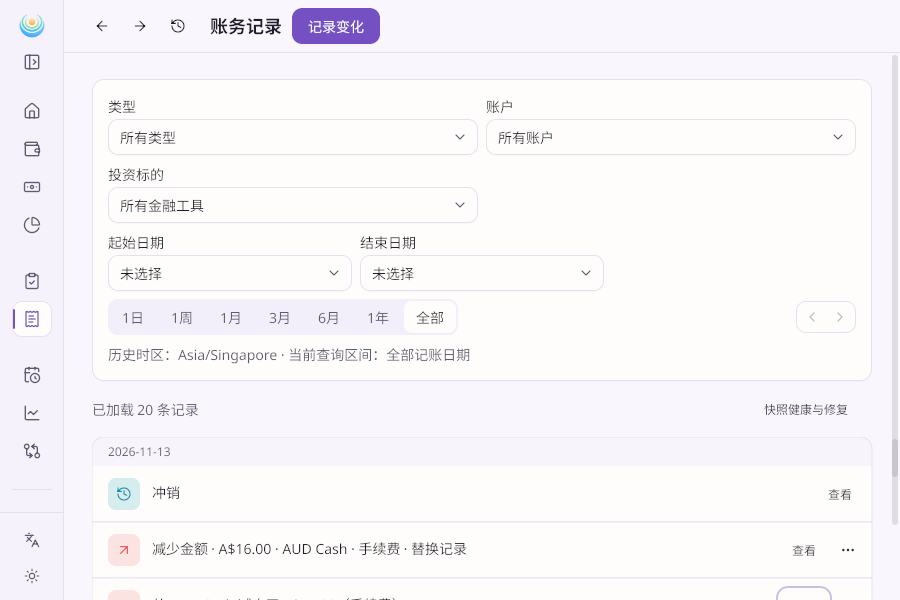 账务记录
记录变化
类型
账户
所有类型
所有账户
投资标的
所有金融工具
起始日期
结束日期
未选择
未选择
1日 1周 1月 3月 6月 1年 全部
历史时区：Asia/Singapore · 当前查询区间：全部记账日期
已加载 20 条记录
快照健康与修复
2026-11-13
冲销
查看
减少金额 · A$16.00 · AUD Cash · 手续费 · 替换记录
查看